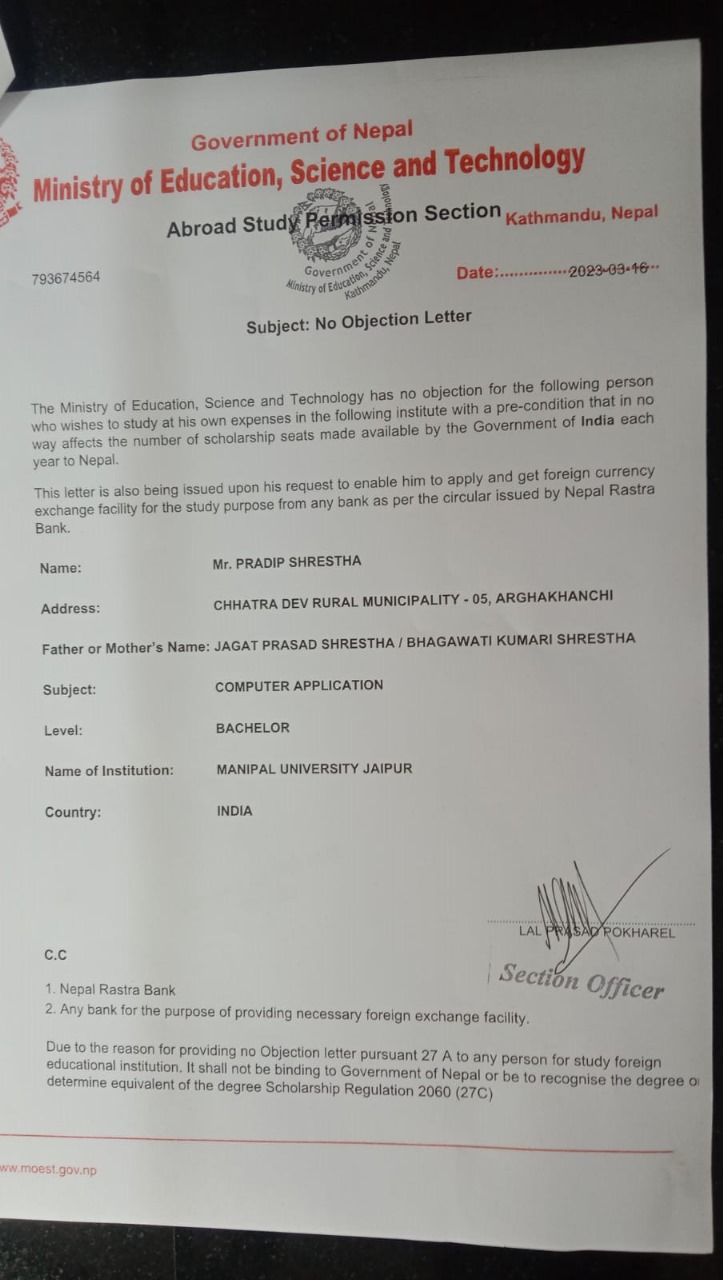 Government of Nepal
Ministry of Education, Science and Technology
Abroad Study Permission Section
Kathmandu, Nepal
Government of Nepal
Ministry of Education, Science and Technology
Kathmandu, Nepal
793674564
Date:...............2023-03-16...
Subject: No Objection Letter
The Ministry of Education, Science and Technology has no objection for the following person
who wishes to study at his own expenses in the following institute with a pre-condition that in no
way affects the number of scholarship seats made available by the Government of India each
year to Nepal.
This letter is also being issued upon his request to enable him to apply and get foreign currency
exchange facility for the study purpose from any bank as per the circular issued by Nepal Rastra
Bank.
Name: Mr. PRADIP SHRESTHA
Address: CHHATRA DEV RURAL MUNICIPALITY - 05, ARGHAKHANCHI
Father or Mother's Name: JAGAT PRASAD SHRESTHA / BHAGAWATI KUMARI SHRESTHA
Subject: COMPUTER APPLICATION
Level: BACHELOR
Name of Institution: MANIPAL UNIVERSITY JAIPUR
Country: INDIA
LAL PRASAD POKHAREL
Section Officer
C.C
1. Nepal Rastra Bank
2. Any bank for the purpose of providing necessary foreign exchange facility.
Due to the reason for providing no Objection letter pursuant 27 A to any person for study foreign
educational institution. It shall not be binding to Government of Nepal or be to recognise the degree o
determine equivalent of the degree Scholarship Regulation 2060 (27C)
ww.moest.gov.np